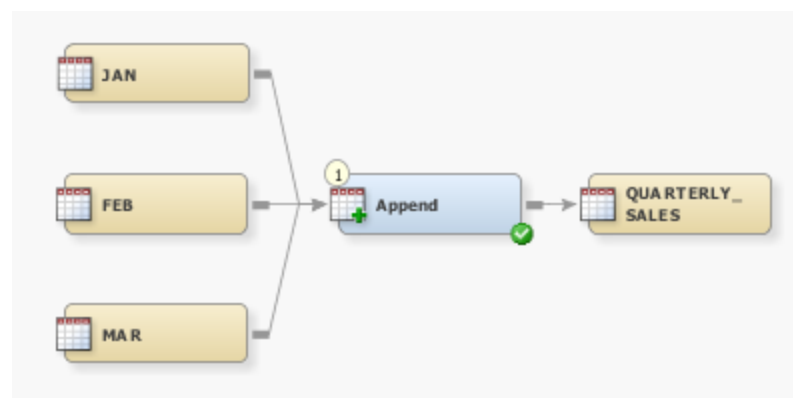 JAN
FEB
MAR
1
Append
QUARTERLY_
SALES